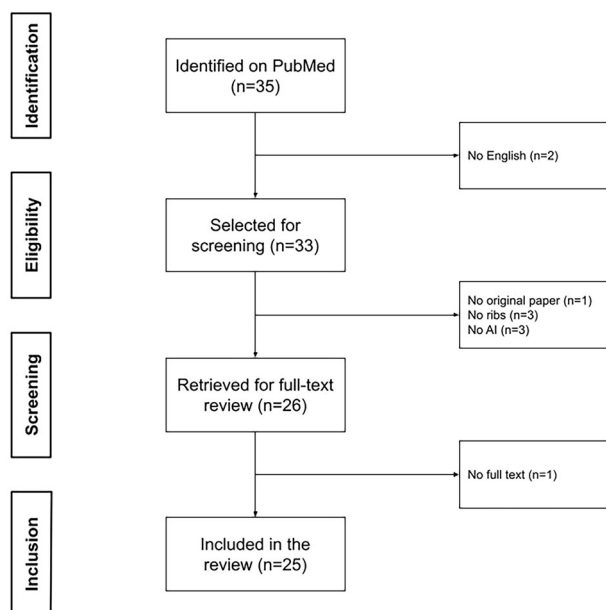 Identification
Identified on PubMed
(n=35)
No English (n=2)
Eligibility
Selected for
screening (n=33)
No original paper (n=1)
No ribs (n=3)
No AI (n=3)
Screening
Retrieved for full-text
review (n=26)
No full text (n=1)
Inclusion
Included in the
review (n=25)